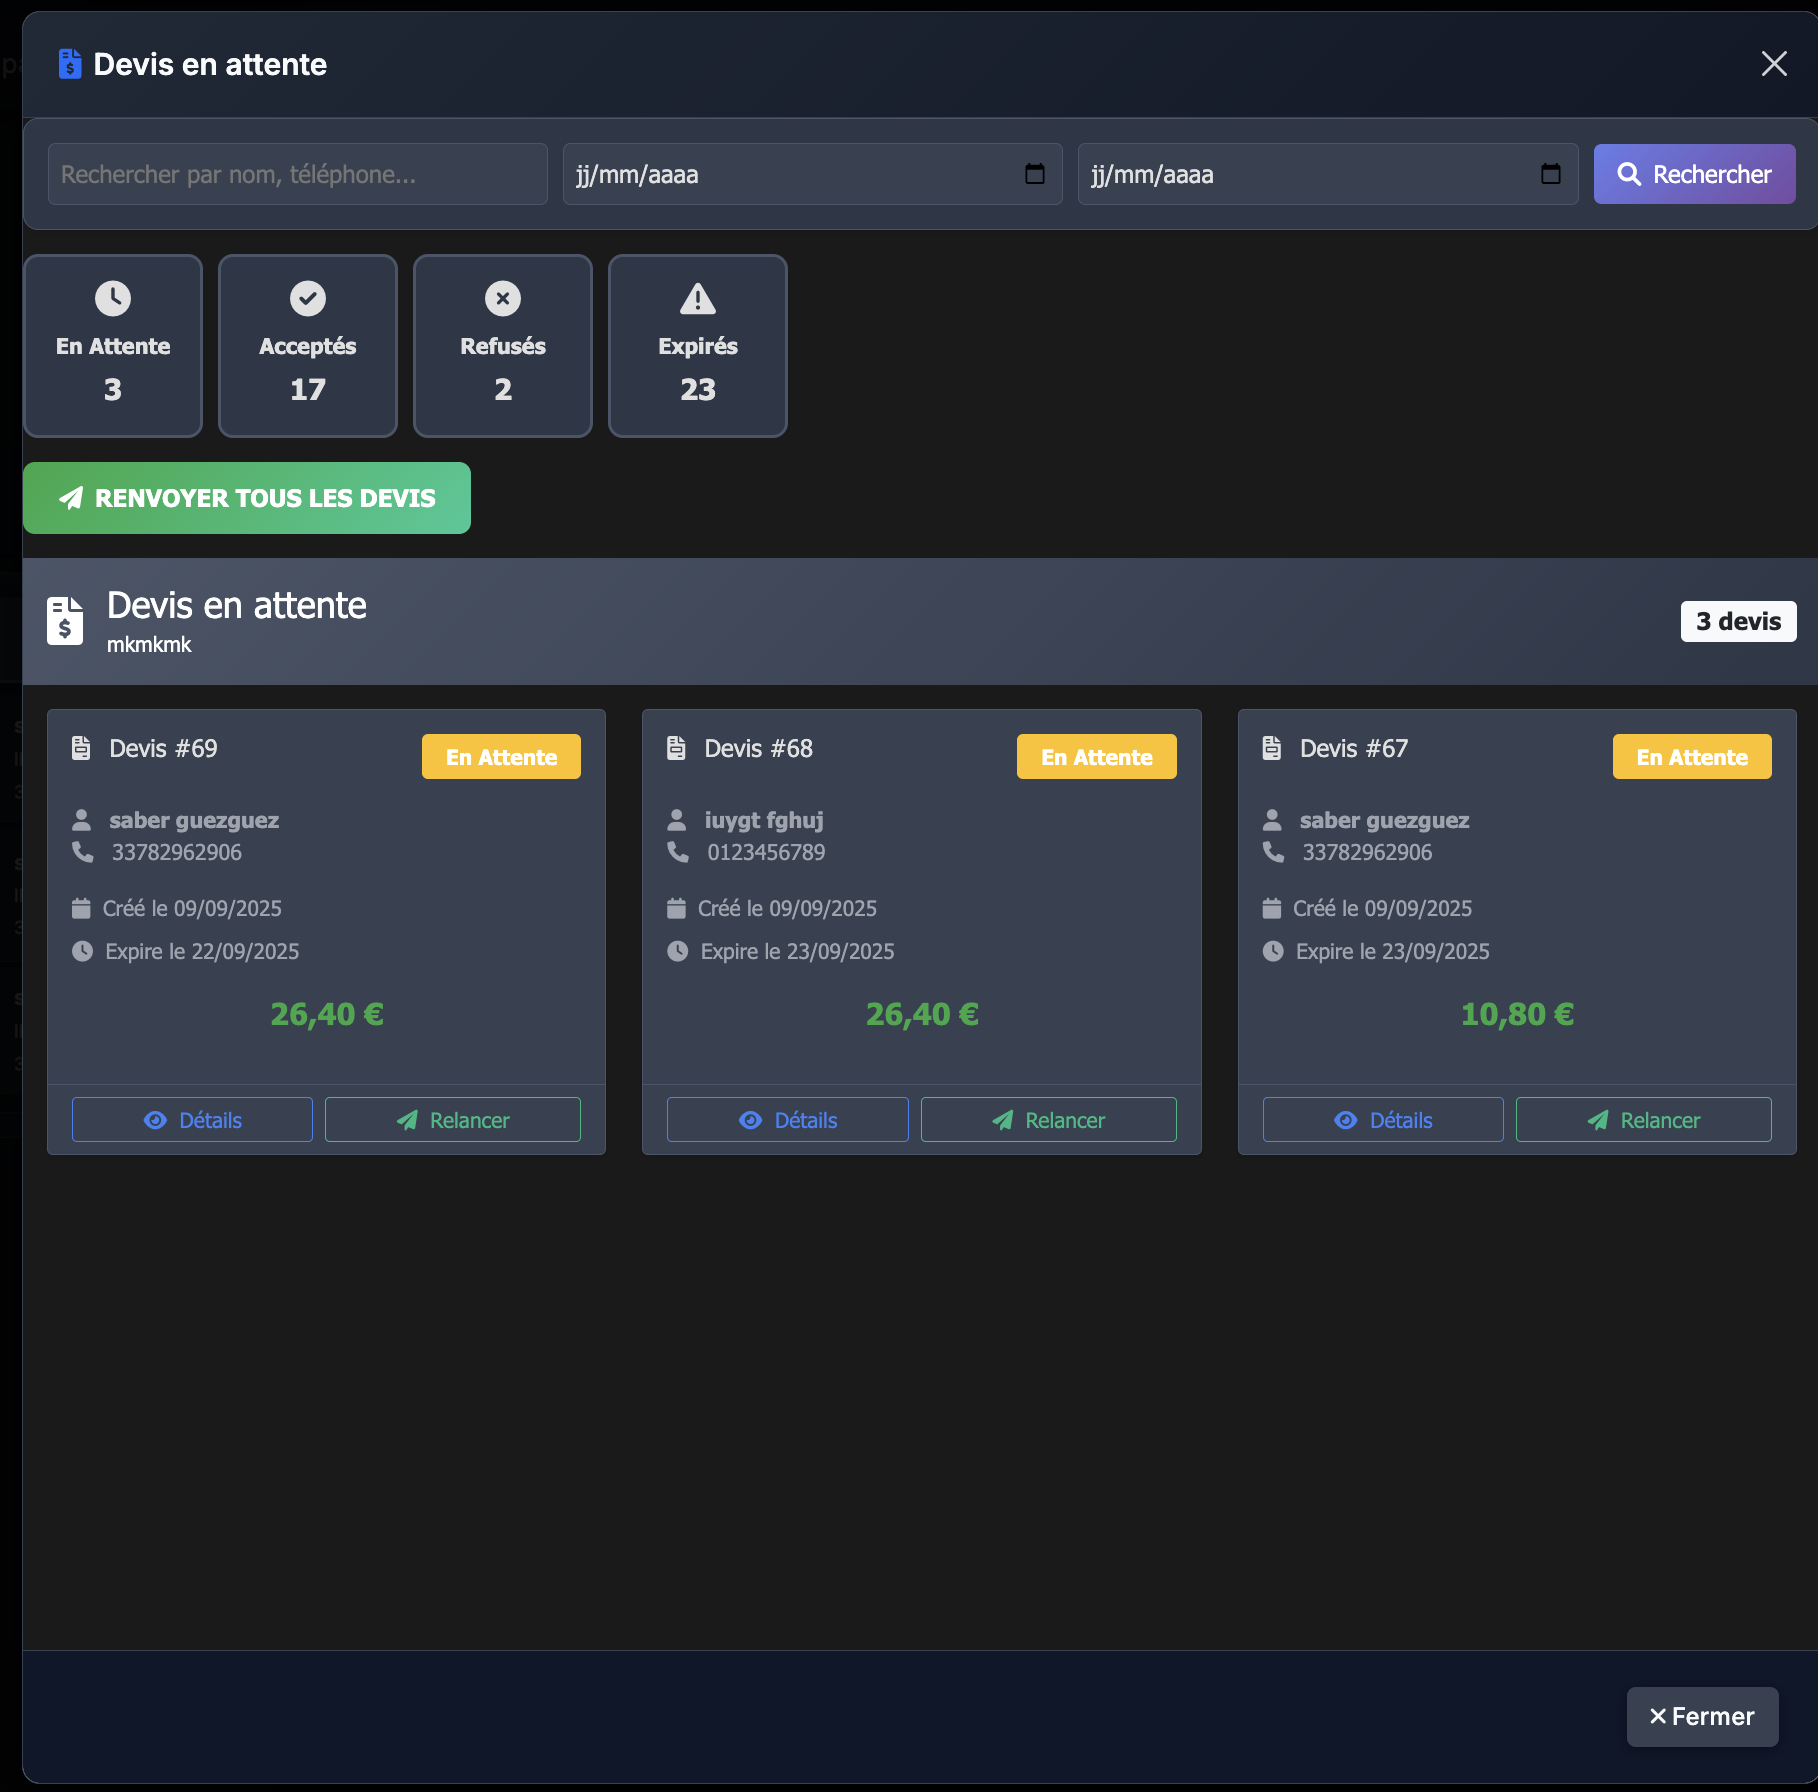 Devis en attente
Rechercher par nom, téléphone...
jj/mm/aaaa
jj/mm/aaaa
Rechercher
En Attente
3
Acceptés
17
Refusés
2
Expirés
23
RENVOYER TOUS LES DEVIS
Devis en attente
mkmkmk
3 devis
Devis #69
En Attente
saber guezguez
33782962906
Créé le 09/09/2025
Expire le 22/09/2025
26,40 €
Détails
Relancer
Devis #68
En Attente
iuygt fghuj
0123456789
Créé le 09/09/2025
Expire le 23/09/2025
26,40 €
Détails
Relancer
Devis #67
En Attente
saber guezguez
33782962906
Créé le 09/09/2025
Expire le 23/09/2025
10,80 €
Détails
Relancer
Fermer